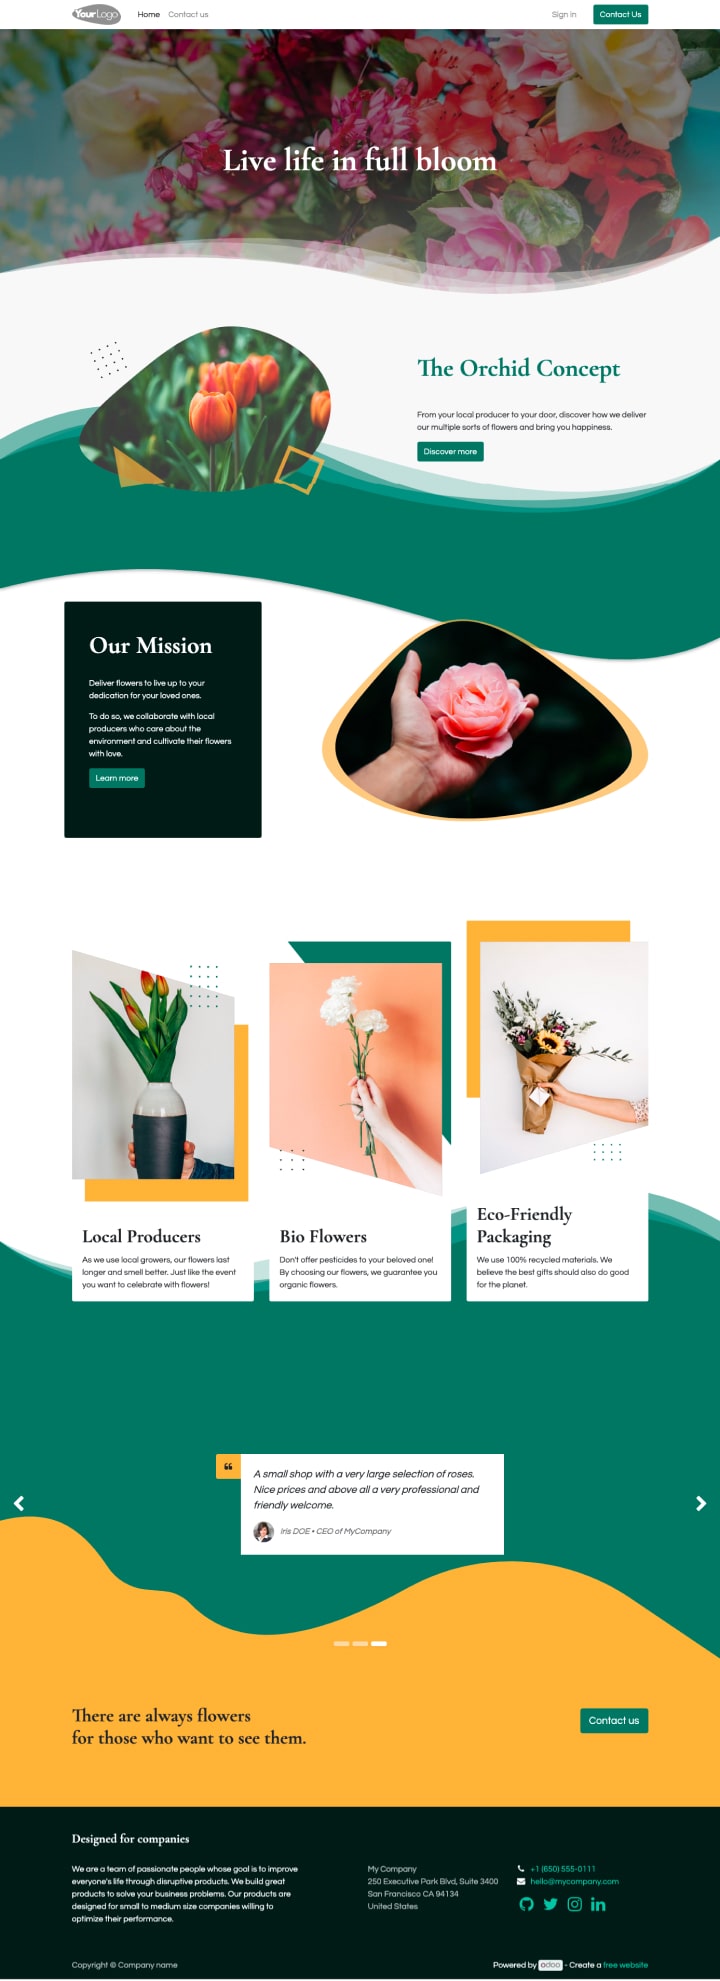 YourLogo
Home
Contact us
Sign in
Contact Us
Live life in full bloom
The Orchid Concept
From your local producer to your door, discover how we deliver
our multiple sorts of flowers and bring you happiness.
Discover more
Our Mission
Deliver flowers to live up to your
dedication for your loved ones.
To do so, we collaborate with local
producers who care about the
environment and cultivate their flowers
with love.
Learn more
Local Producers
As we use local growers, our flowers last
longer and smell better. Just like the event
you want to celebrate with flowers!
Bio Flowers
Don't offer pesticides to your beloved one!
By choosing our flowers, we guarantee you
organic flowers.
Eco-Friendly
Packaging
We use 100% recycled materials. We
believe the best gifts should also do good
for the planet.
A small shop with a very large selection of roses.
Nice prices and above all a very professional and
friendly welcome.
Iris DOE • CEO of MyCompany
There are always flowers
for those who want to see them.
Contact us
Designed for companies
We are a team of passionate people whose goal is to improve
everyone's life through disruptive products. We build great
products to solve your business problems. Our products are
designed for small to medium size companies willing to
optimize their performance.
My Company
250 Executive Park Blvd, Suite 3400
San Francisco CA 94134
United States
+1 (650) 555-0111
hello@mycompany.com
Copyright © Company name
Powered by odoo - Create a free website